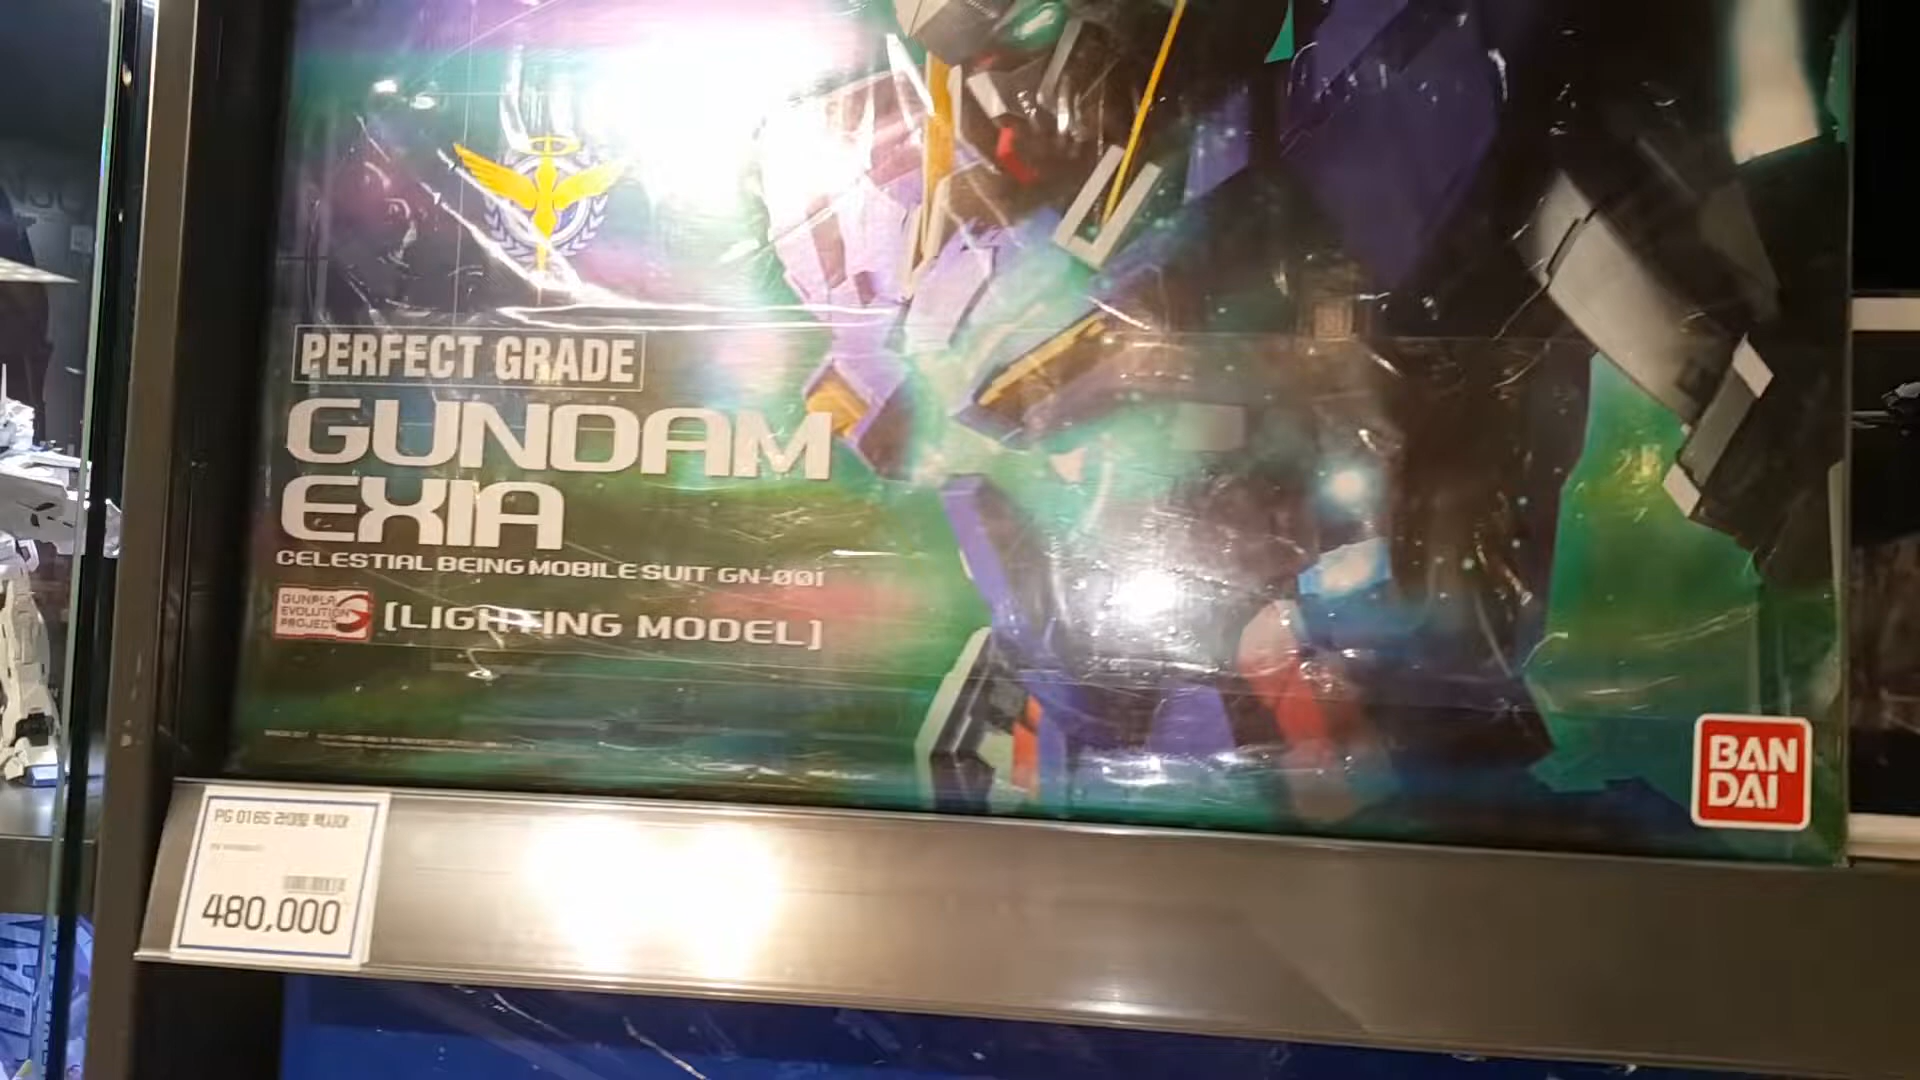 PERFECT GRADE
GUNDAM
EXIA
CELESTIAL BEING MOBILE SUIT GN-001
GUNPLA
EVOLUTION
PROJECT
[LIGHTING MODEL]
BAN
DAI
PG 0165 라이팅 엑시아
480,000